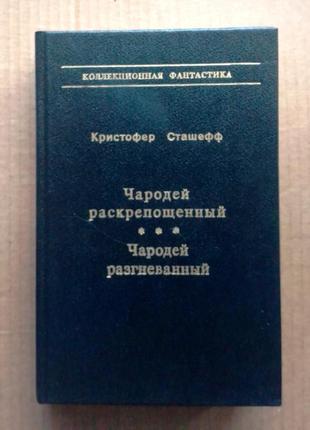 КОЛЛЕКЦИОННАЯ ФАНТАСТИКА
Кристофер Сташефф
Чародей
раскрепощенный
* * *
Чародей
разгневанный